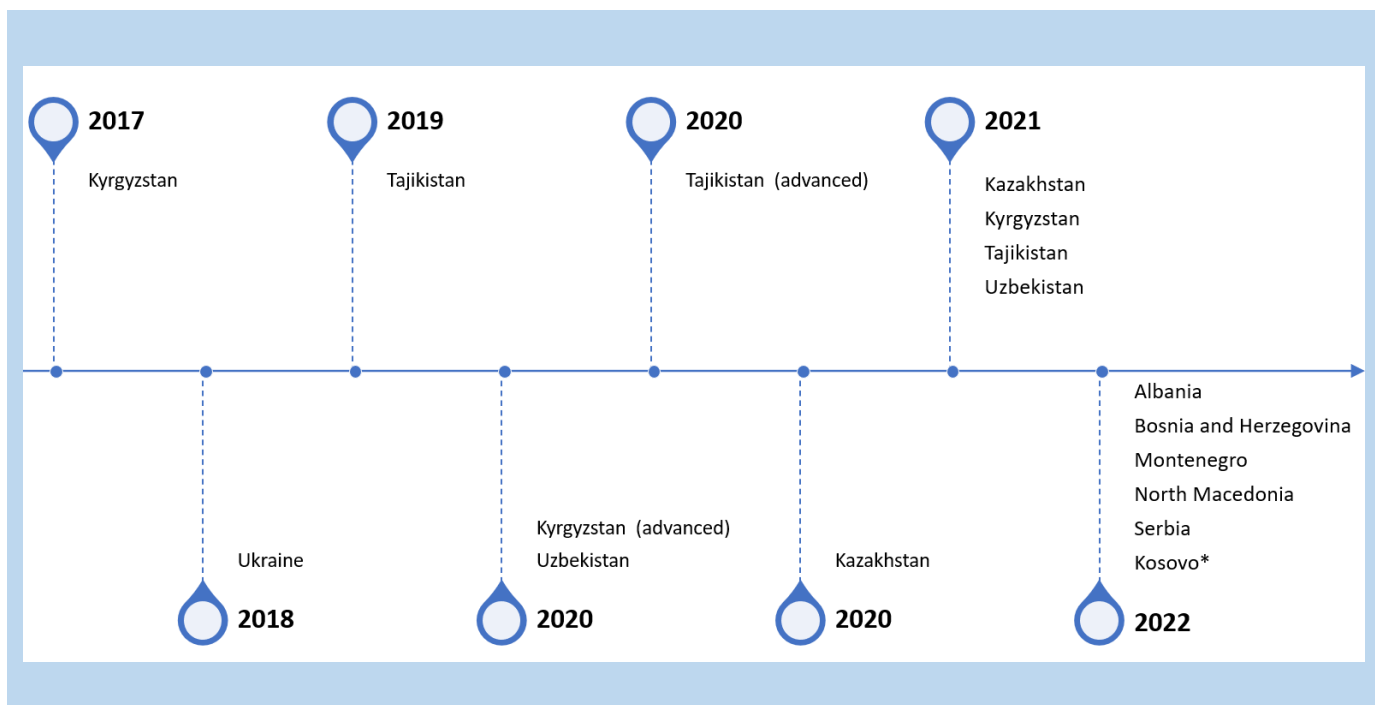 2017
Kyrgyzstan
2019
Tajikistan
2020
Tajikistan (advanced)
2021
Kazakhstan
Kyrgyzstan
Tajikistan
Uzbekistan
Ukraine
2018
Kyrgyzstan (advanced)
Uzbekistan
2020
Kazakhstan
2020
Albania
Bosnia and Herzegovina
Montenegro
North Macedonia
Serbia
Kosovo*
2022